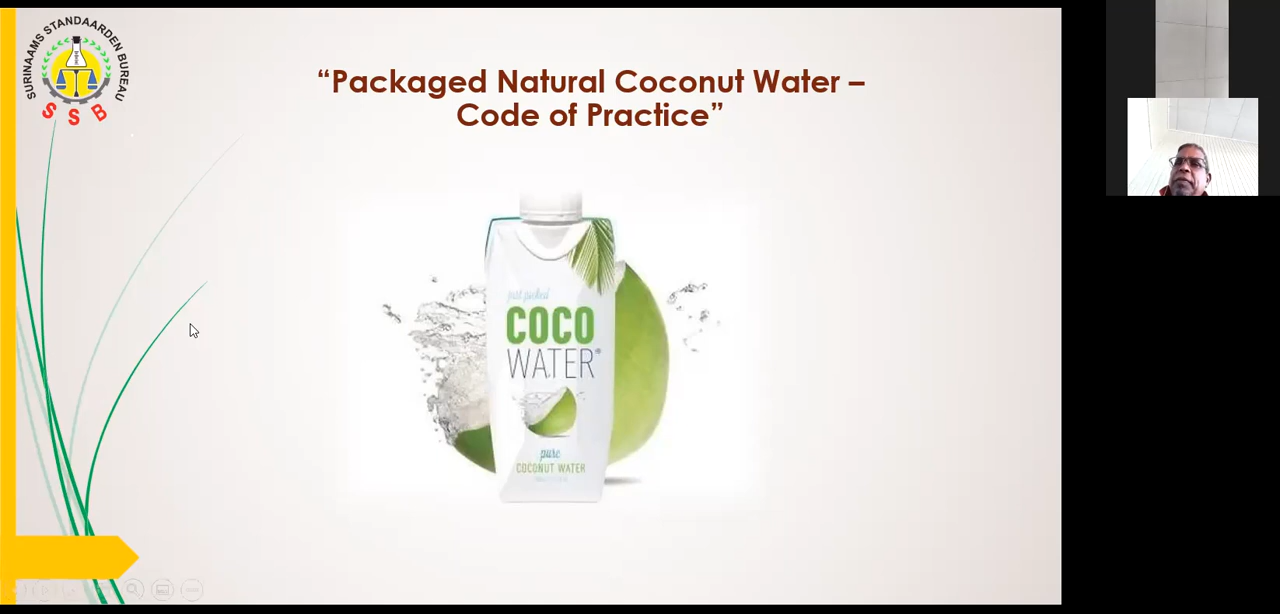 SURINAAMS STANDAARDEN BUREAU
S S B
“Packaged Natural Coconut Water –
Code of Practice”
just picked
COCO
WATER®
pure
COCONUT WATER